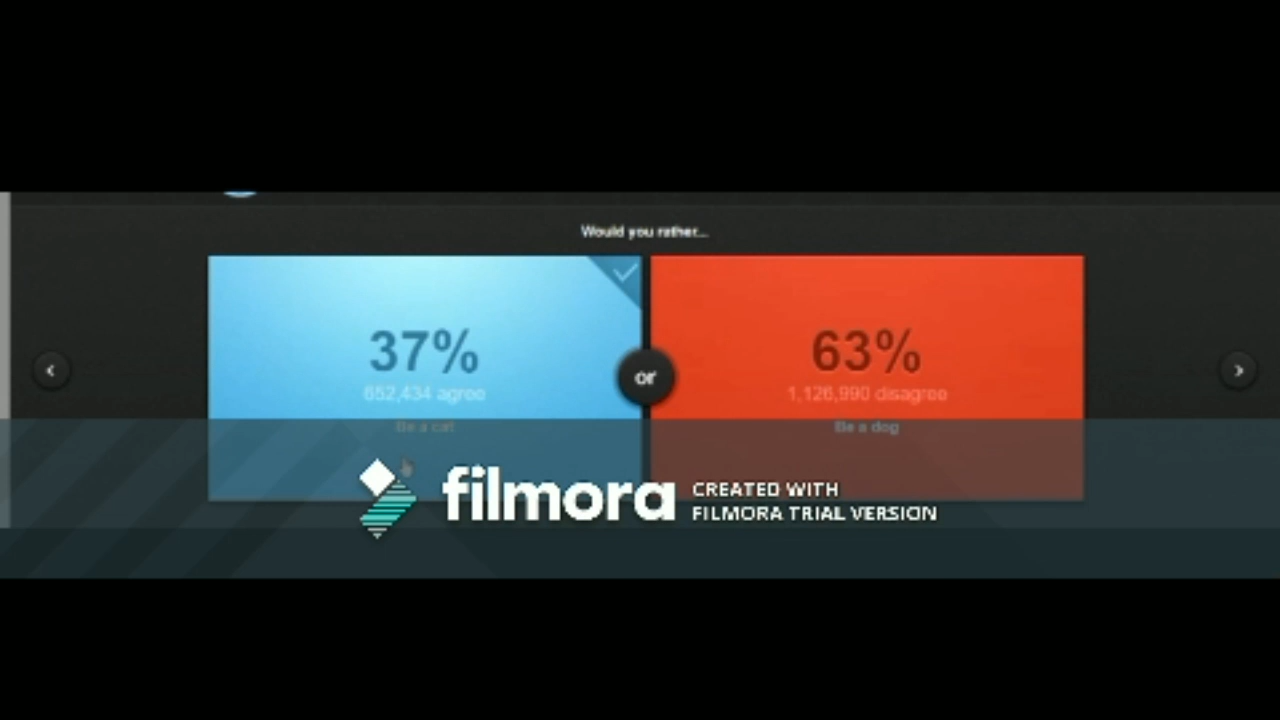 Would you rather...
37%
652,434 agree
Be a cat
or
63%
1,126,990 disagree
Be a dog
filmora
CREATED WITH
FILMORA TRIAL VERSION